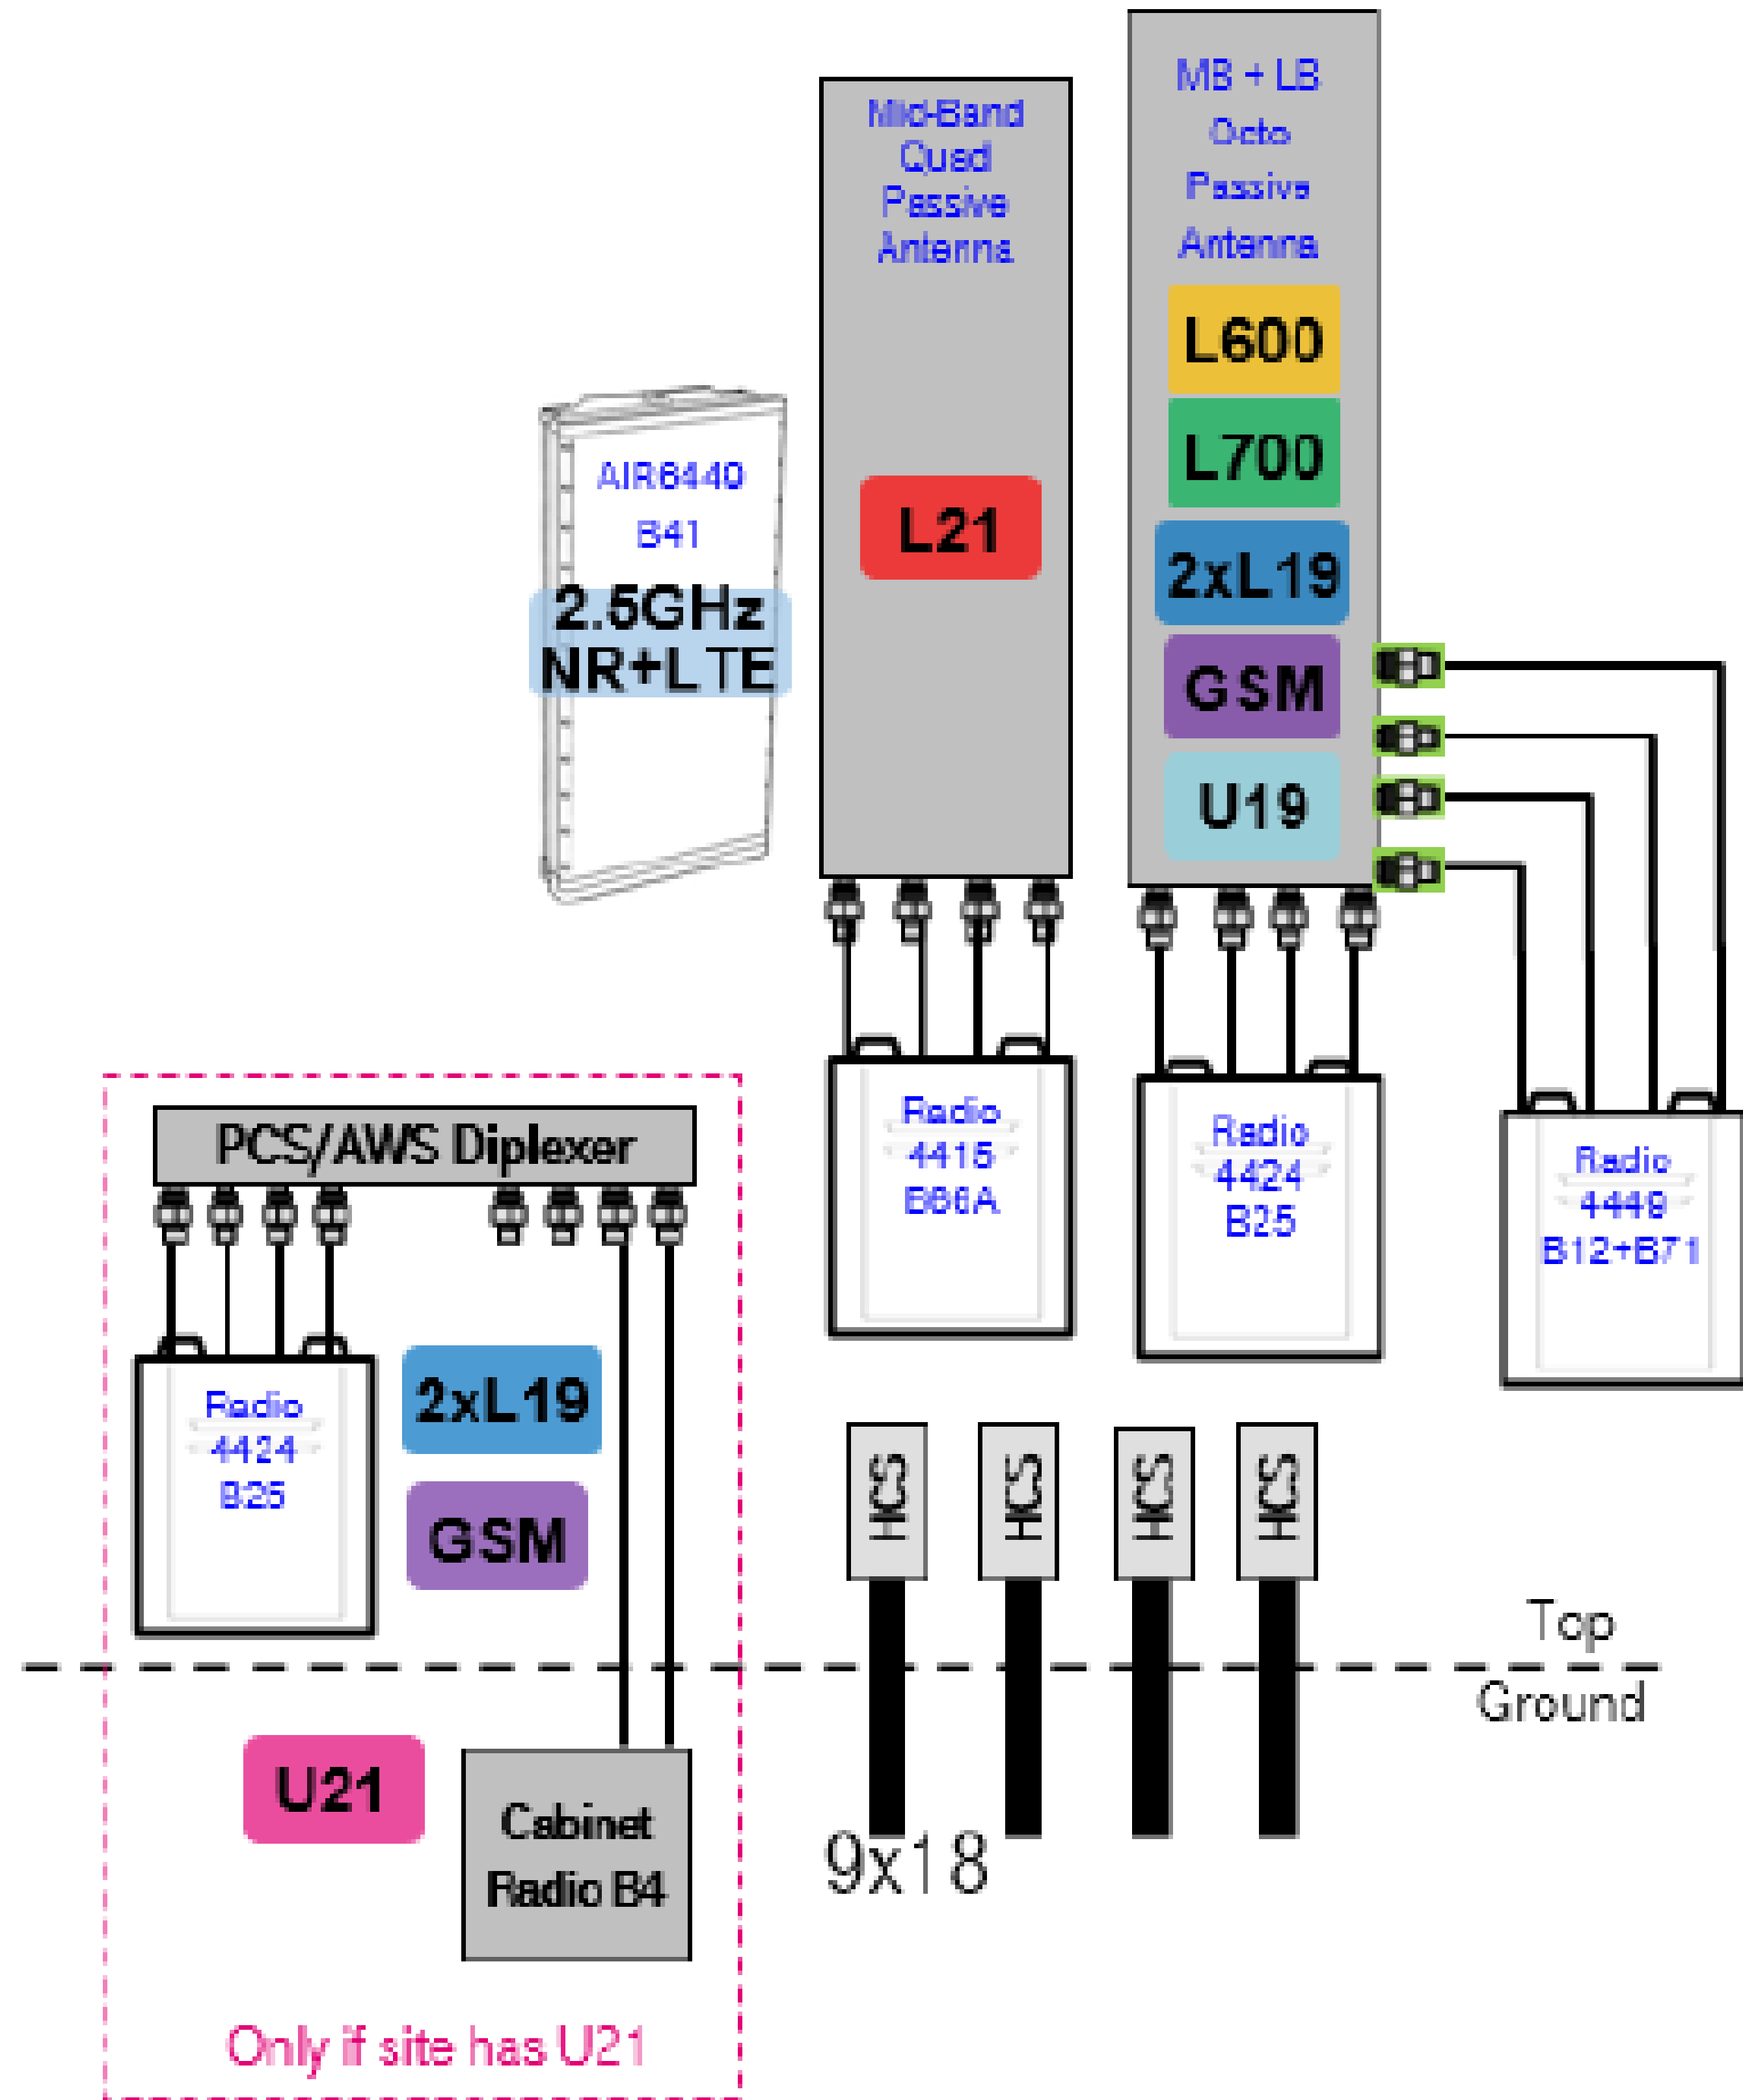 MB + LB
Octo
Passive
Antenna
L600
L700
2xL19
GSM
U19
Mid-Band
Quad
Passive
Antenna
L21
AIR6440
B41
2.5GHz
NR+LTE
Radio
4415
B66A
Radio
4424
B25
Radio
4449
B12+B71
PCS/AWS Diplexer
Radio
4424
B25
2xL19
GSM
HCS
HCS
HCS
HCS
Top
Ground
U21
Cabinet
Radio B4
9x18
Only if site has U21